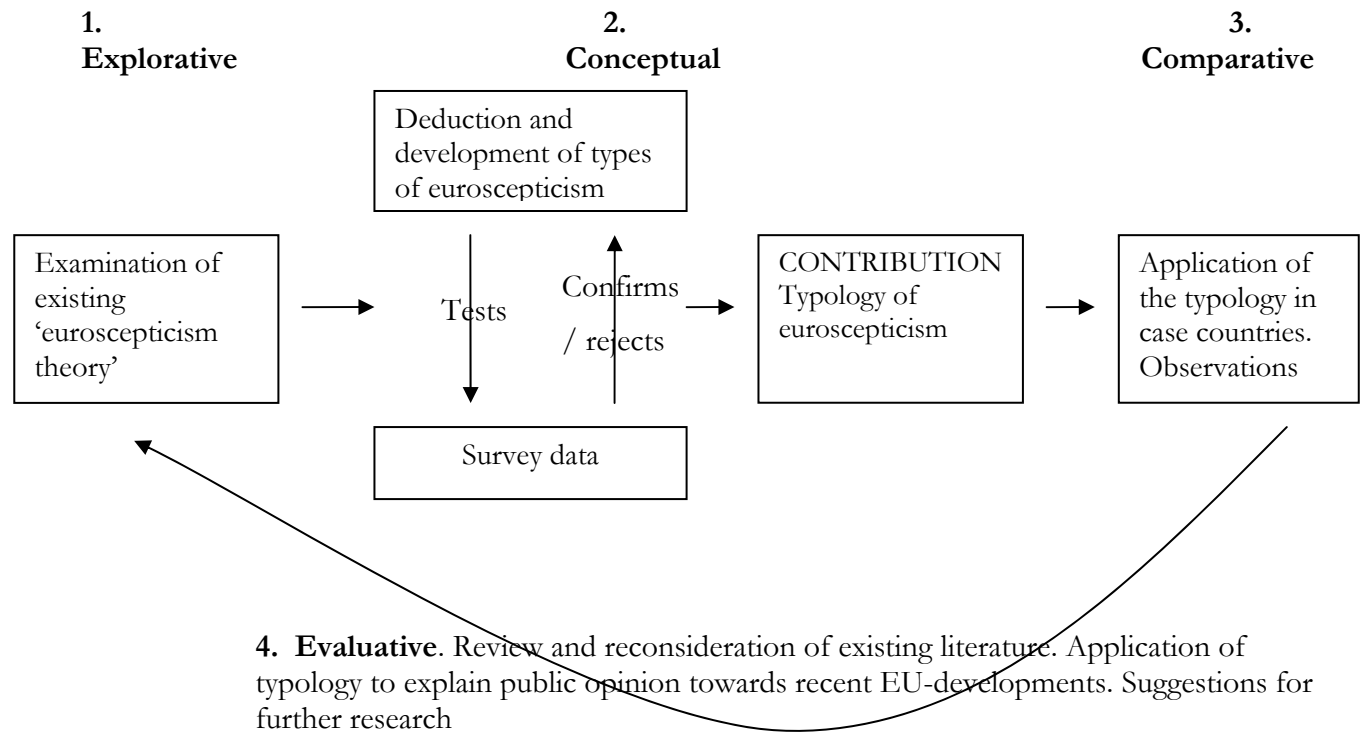 1.
Explorative
2.
Conceptual
3.
Comparative
Deduction and
development of types
of euroscepticism
Examination of
existing
‘euroscepticism
theory’
Tests
Confirms
/ rejects
CONTRIBUTION
Typology of
euroscepticism
Application of
the typology in
case countries.
Observations
Survey data
4. Evaluative. Review and reconsideration of existing literature. Application of
typology to explain public opinion towards recent EU-developments. Suggestions for
further research